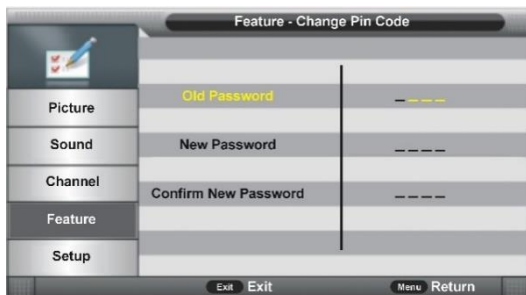 Feature - Change Pin Code
Picture
Sound
Channel
Feature
Setup
Old Password _ _ _ _
New Password _ _ _ _
Confirm New Password _ _ _ _
Exit Exit
Menu Return